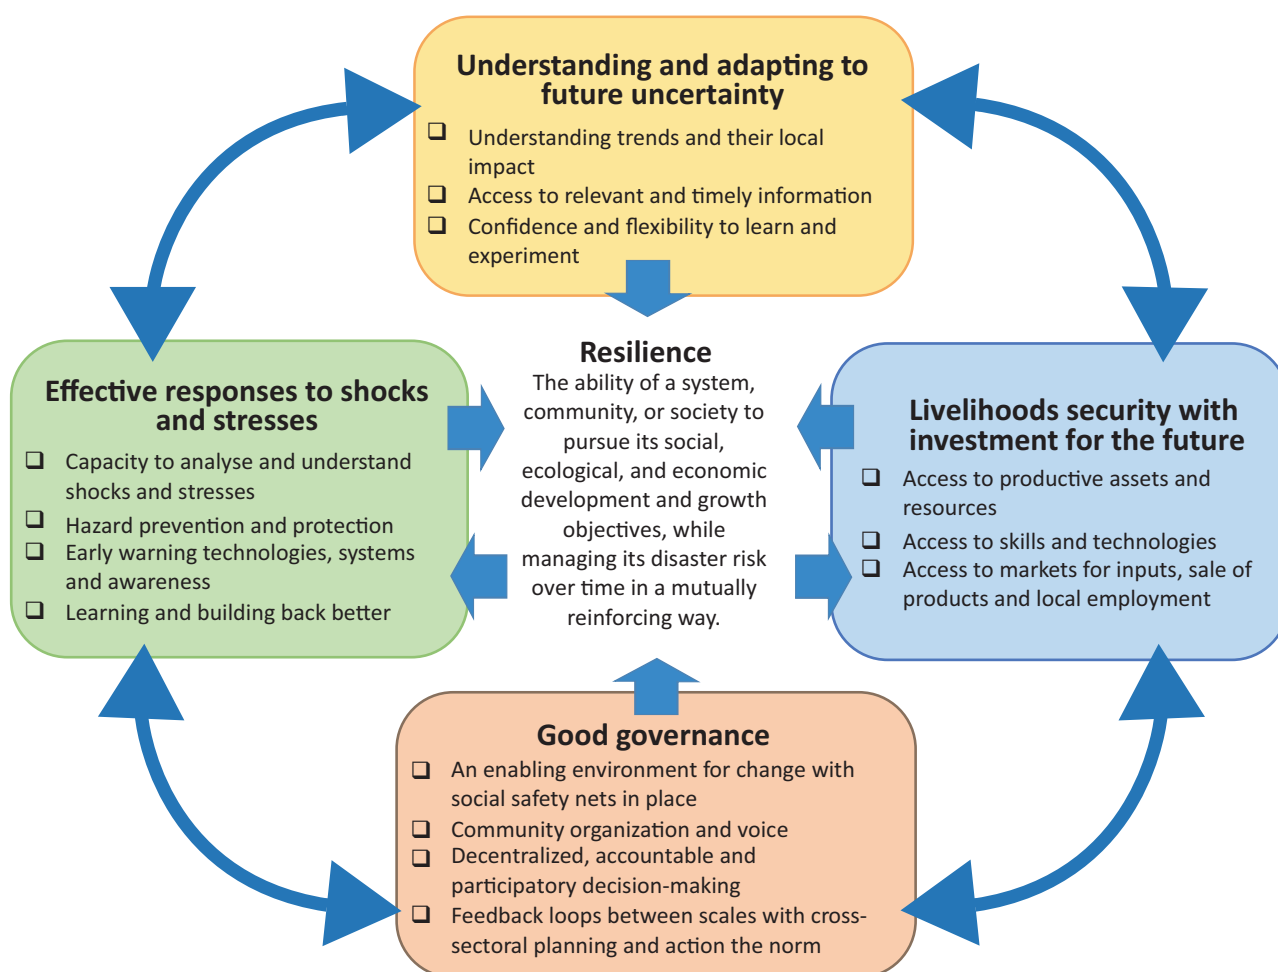 Understanding and adapting to
future uncertainty
❑ Understanding trends and their local
impact
❑ Access to relevant and timely information
❑ Confidence and flexibility to learn and
experiment
Effective responses to shocks
and stresses
❑ Capacity to analyse and understand
shocks and stresses
❑ Hazard prevention and protection
❑ Early warning technologies, systems
and awareness
❑ Learning and building back better
Resilience
The ability of a system,
community, or society to
pursue its social,
ecological, and economic
development and growth
objectives, while
managing its disaster risk
over time in a mutually
reinforcing way.
Livelihoods security with
investment for the future
❑ Access to productive assets and
resources
❑ Access to skills and technologies
❑ Access to markets for inputs, sale of
products and local employment
Good governance
❑ An enabling environment for change with
social safety nets in place
❑ Community organization and voice
❑ Decentralized, accountable and
participatory decision-making
❑ Feedback loops between scales with cross-
sectoral planning and action the norm